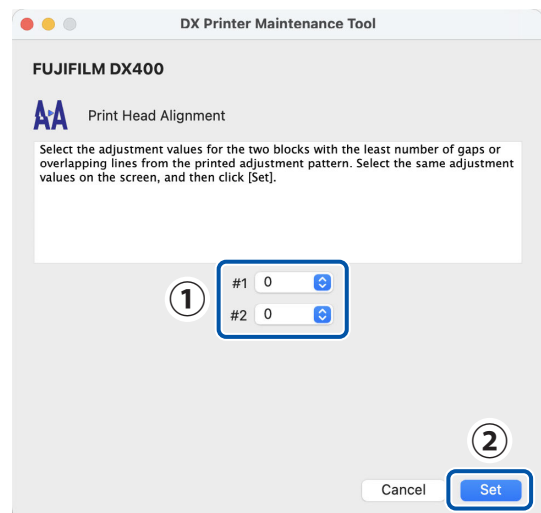 DX Printer Maintenance Tool
FUJIFILM DX400
A A Print Head Alignment
Select the adjustment values for the two blocks with the least number of gaps or
overlapping lines from the printed adjustment pattern. Select the same adjustment
values on the screen, and then click [Set].
① #1 0
#2 0
②
Cancel Set